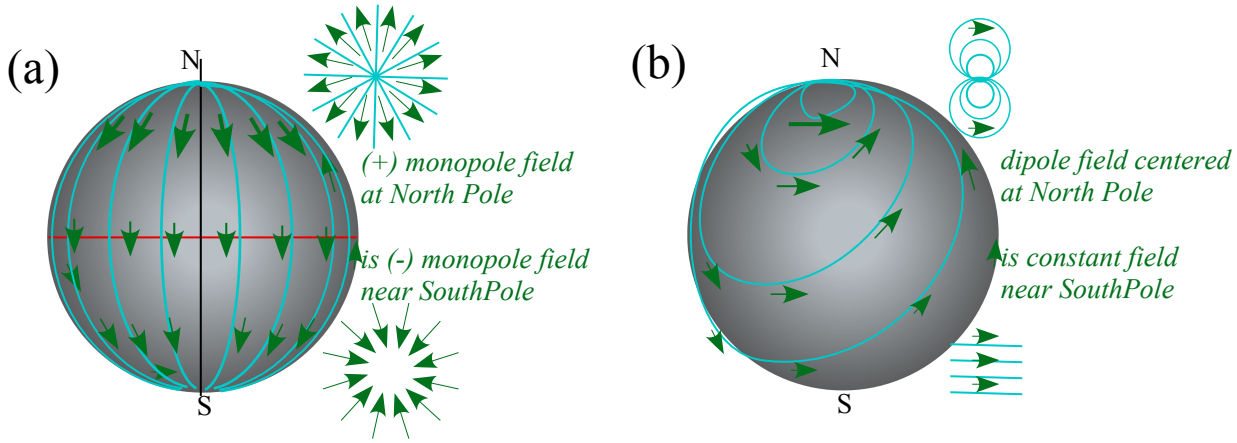 (a)
N
(+) monopole field
at North Pole
is (-) monopole field
near SouthPole
S
(b)
N
dipole field centered
at North Pole
is constant field
near SouthPole
S